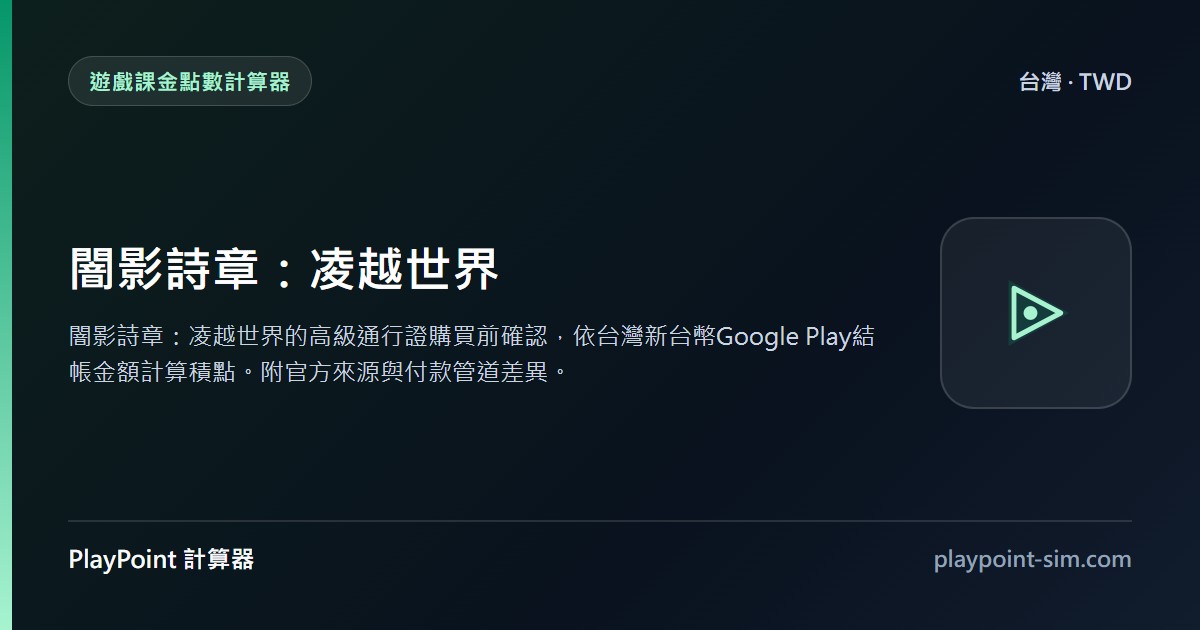 遊戲課金點數計算器
台灣 · TWD
闇影詩章：凌越世界
闇影詩章：凌越世界的高級通行證購買前確認，依台灣新台幣Google Play結
帳金額計算積點。附官方來源與付款管道差異。
PlayPoint 計算器
playpoint-sim.com